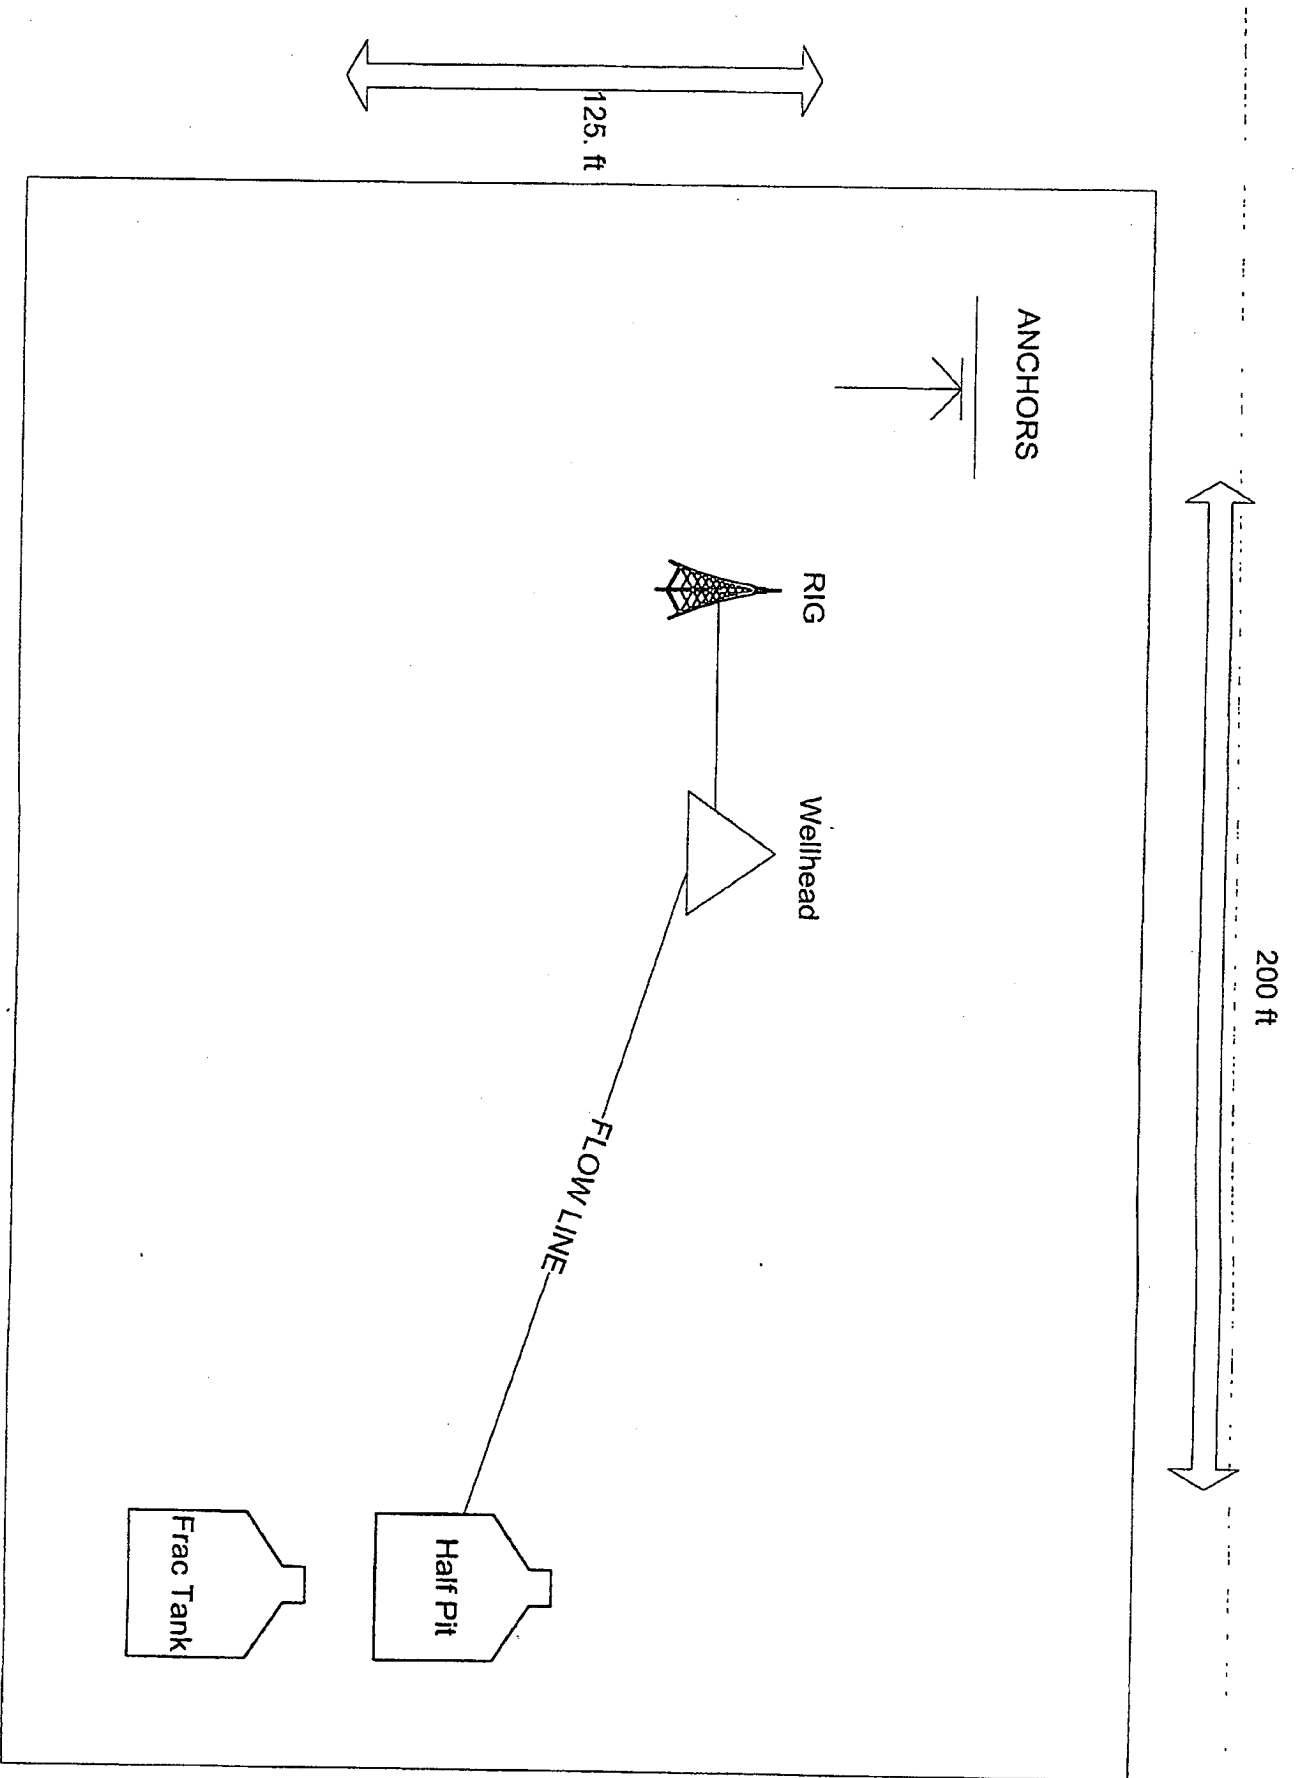 200 ft
125. ft
ANCHORS
RIG
Wellhead
FLOW LINE
Half Pit
Frac Tank